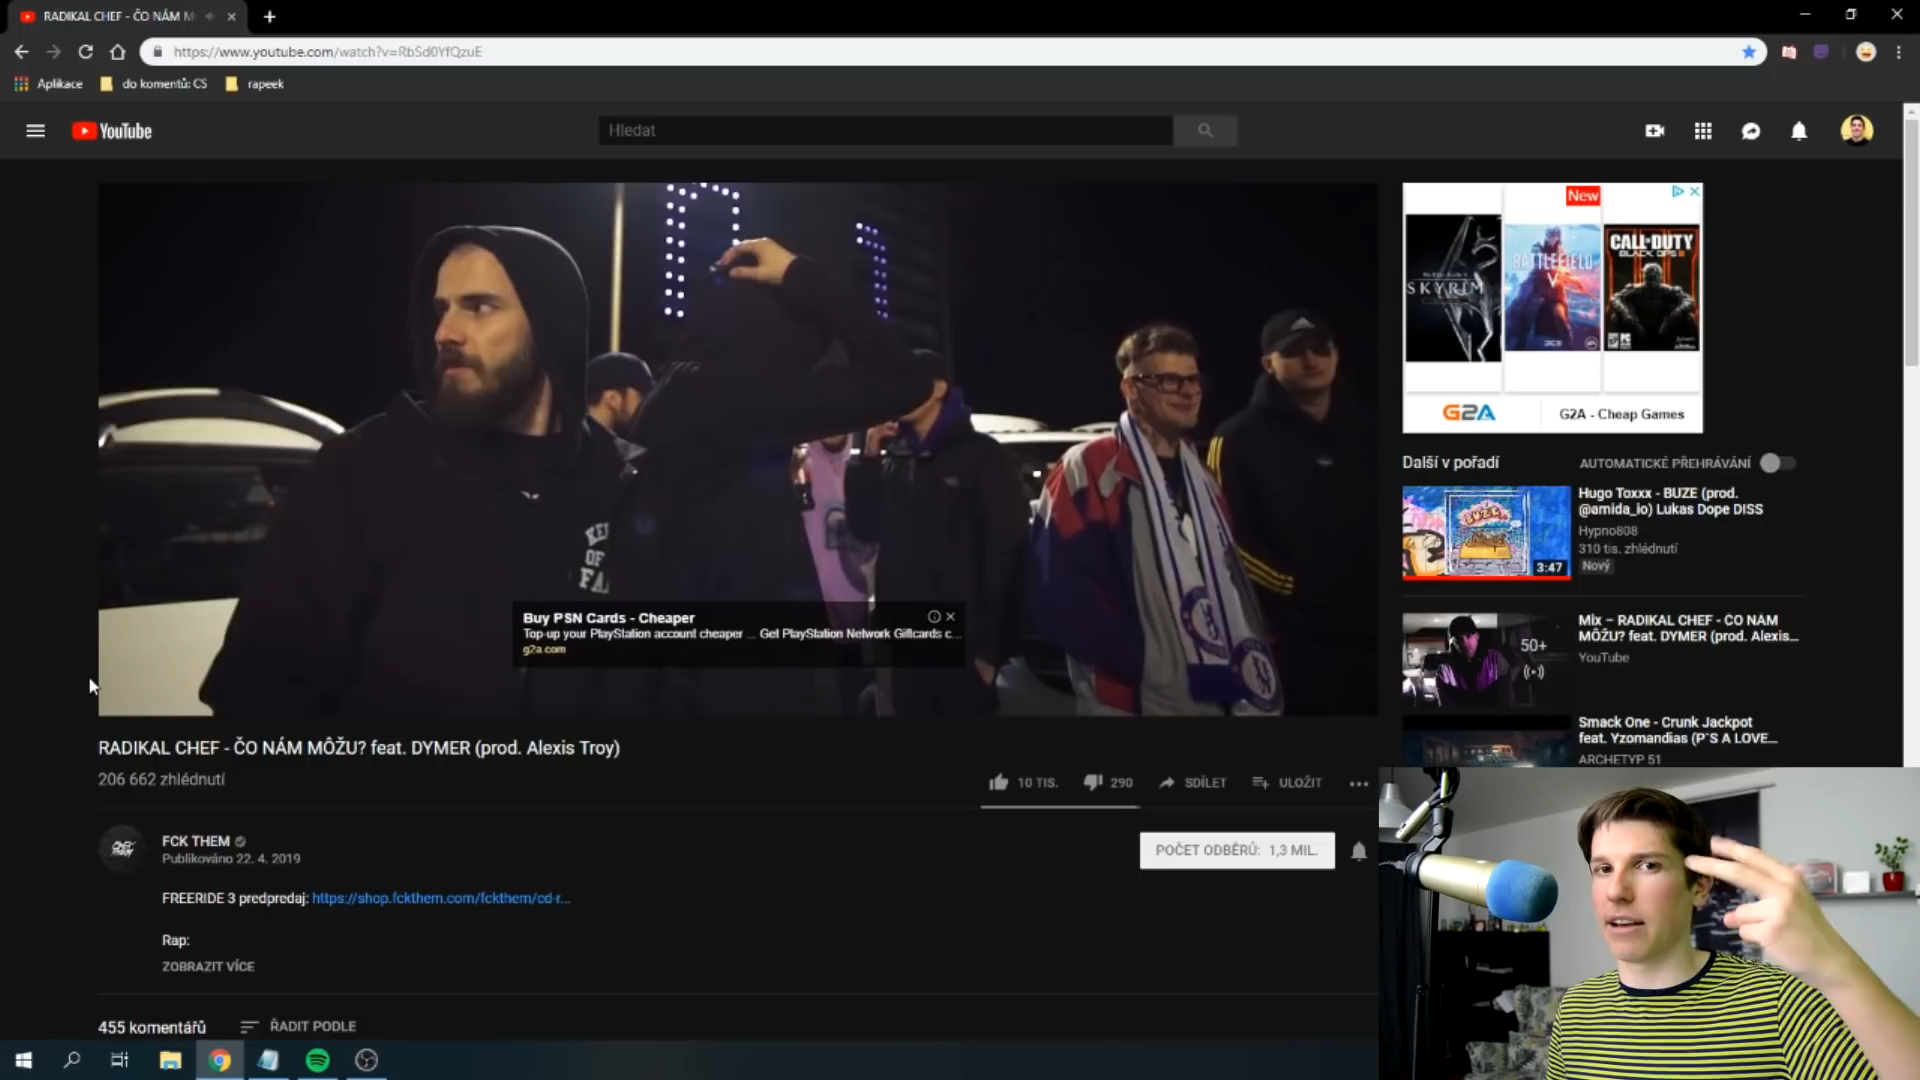 RADIKAL CHEF - ČO NÁM M
https://www.youtube.com/watch?v=RbSd0YfQzuE
Aplikace
do komentů: CS
rapeek
YouTube
Hledat
New
SKYRIM
BATTLEFIELD V
CALL·DUTY
BLACK OPS III
G2A
G2A - Cheap Games
Další v pořadí
AUTOMATICKÉ PŘEHRÁVÁNÍ
Hugo Toxxx - BUZE (prod.
@amida_io) Lukas Dope DISS
Hypno808
310 tis. zhlédnutí
Nový
3:47
Mix – RADIKAL CHEF - ČO NÁM
MÔŽU? feat. DYMER (prod. Alexis...
YouTube
50+
Smack One - Crunk Jackpot
feat. Yzomandias (P`S A LOVE...
ARCHETYP 51
OF
Buy PSN Cards - Cheaper
Top-up your PlayStation account cheaper ... Get PlayStation Network Giftcards c...
g2a.com
RADIKAL CHEF - ČO NÁM MÔŽU? feat. DYMER (prod. Alexis Troy)
206 662 zhlédnutí
10 TIS.
290
SDÍLET
ULOŽIT
FCK THEM
Publikováno 22. 4. 2019
POČET ODBĚRŮ: 1,3 MIL.
FREERIDE 3 predpredaj: https://shop.fckthem.com/fckthem/cd-r...
Rap:
ZOBRAZIT VÍCE
455 komentářů
ŘADIT PODLE